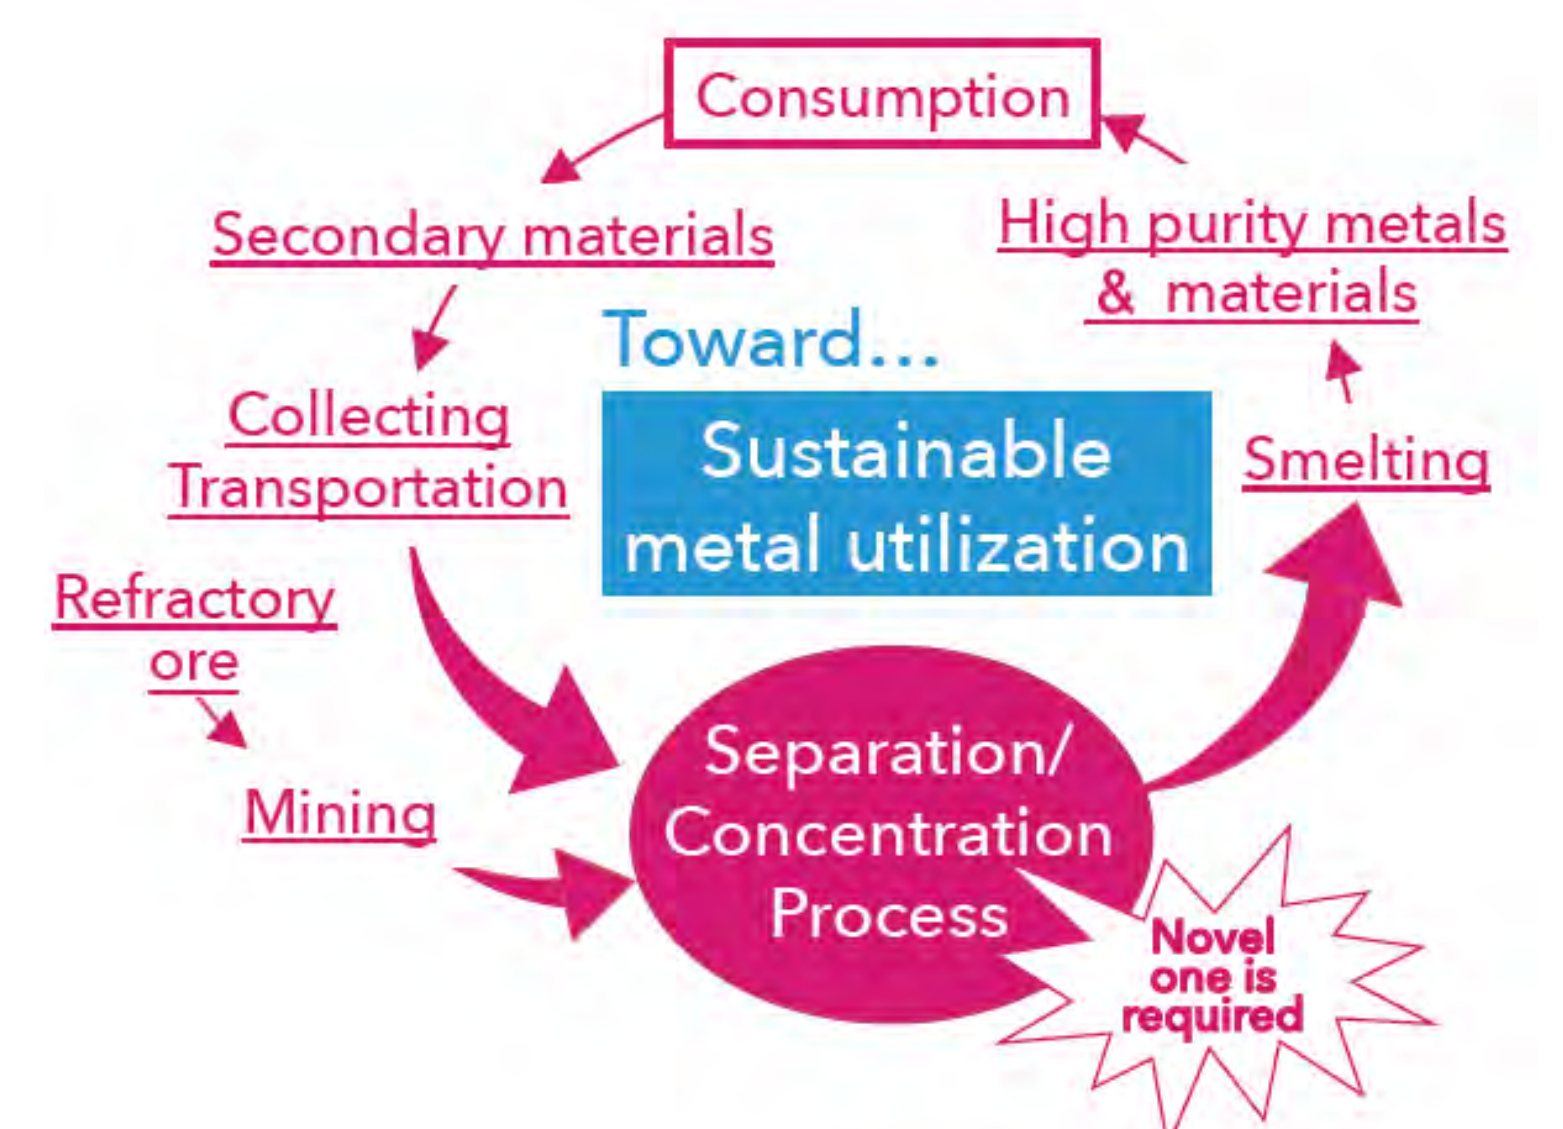 Consumption
Secondary materials
High purity metals
& materials
Toward...
Collecting
Transportation
Sustainable
metal utilization
Smelting
Refractory
ore
Mining
Separation/
Concentration
Process
Novel
one is
required